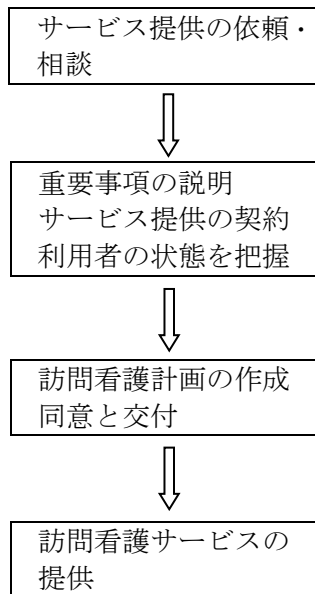 サービス提供の依頼・
相談
重要事項の説明
サービス提供の契約
利用者の状態を把握
訪問看護計画の作成
同意と交付
訪問看護サービスの
提供